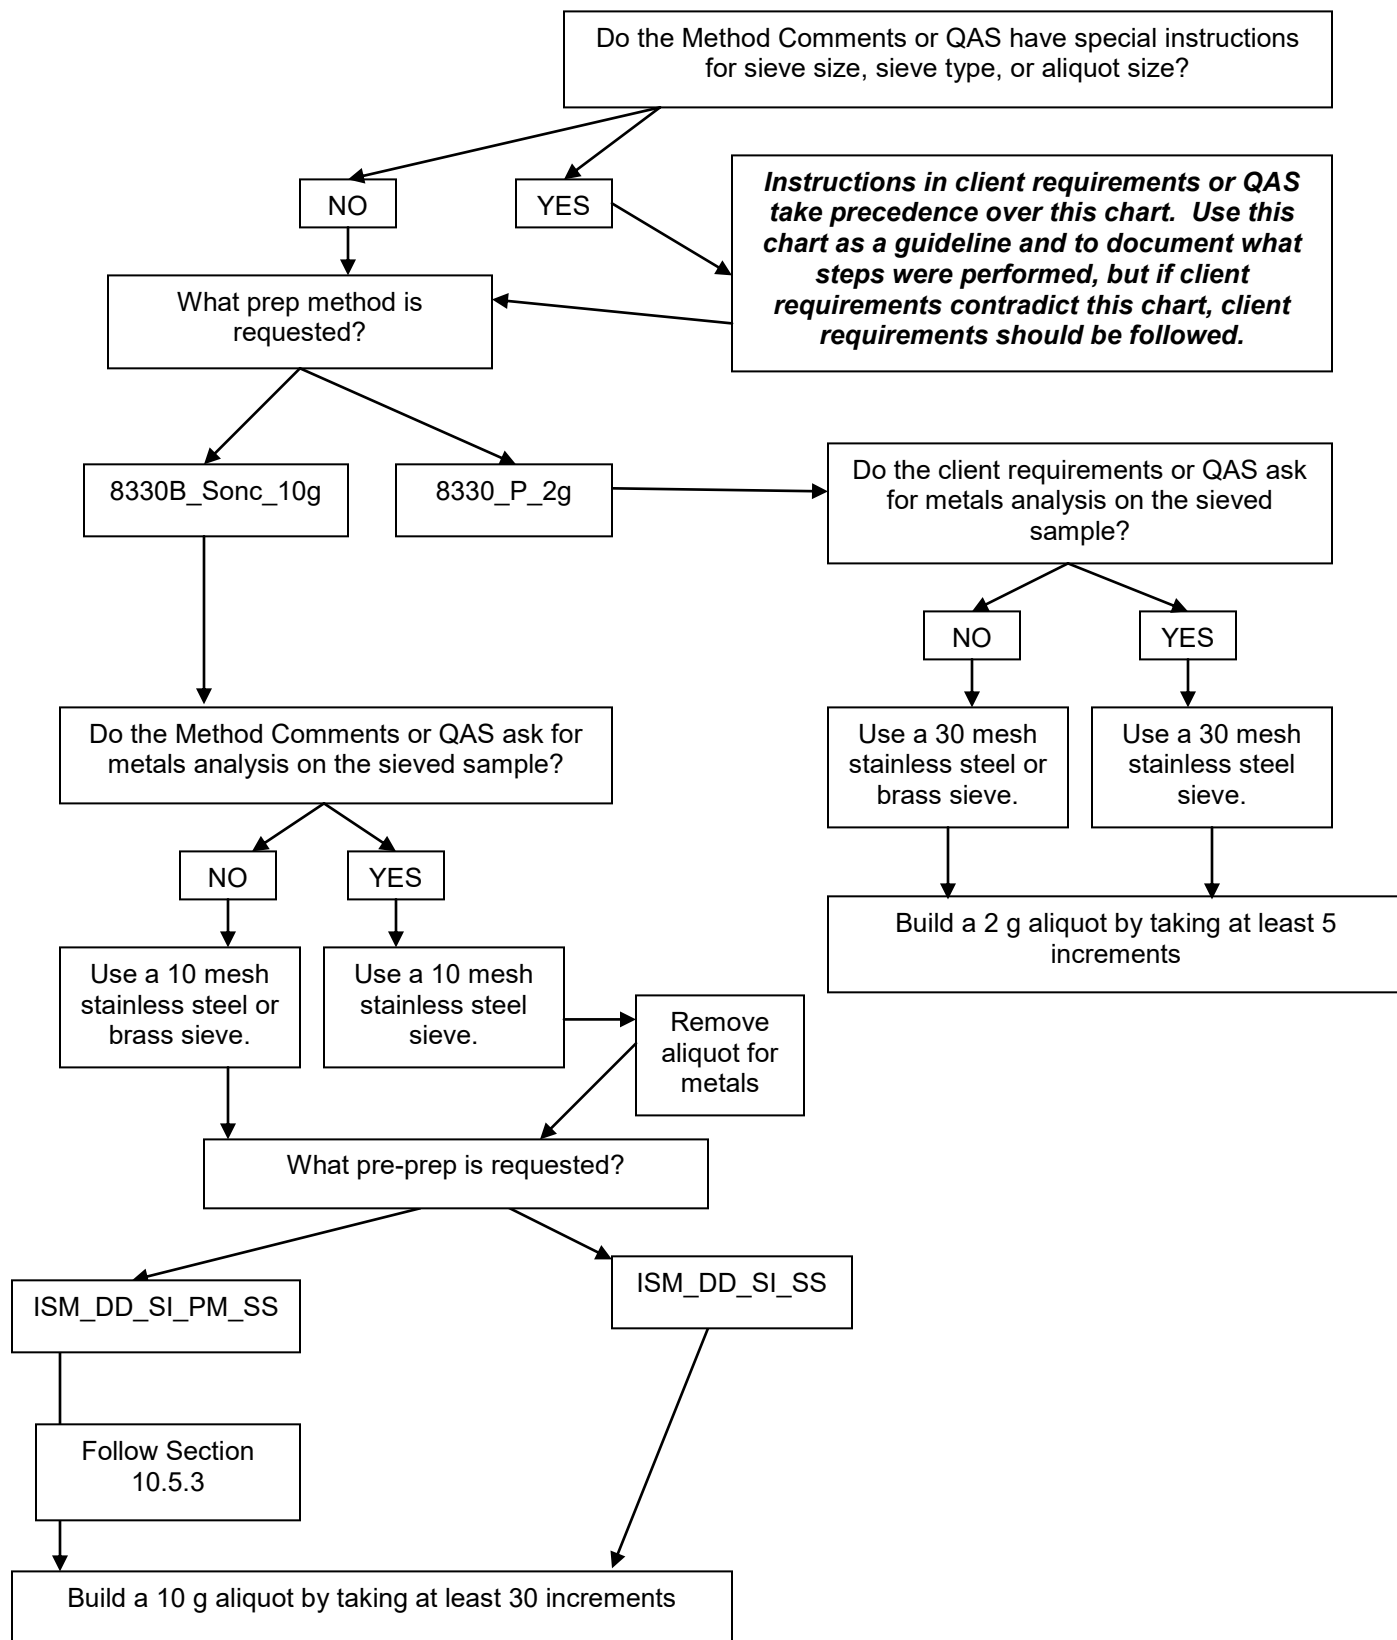 Do the Method Comments or QAS have special instructions
for sieve size, sieve type, or aliquot size?
NO
YES
Instructions in client requirements or QAS
take precedence over this chart.  Use this
chart as a guideline and to document what
steps were performed, but if client
requirements contradict this chart, client
requirements should be followed.
What prep method is
requested?
8330B_Sonc_10g
8330_P_2g
Do the client requirements or QAS ask
for metals analysis on the sieved
sample?
NO
YES
Use a 30 mesh
stainless steel or
brass sieve.
Use a 30 mesh
stainless steel
sieve.
Build a 2 g aliquot by taking at least 5
increments
Do the Method Comments or QAS ask for
metals analysis on the sieved sample?
NO
YES
Use a 10 mesh
stainless steel or
brass sieve.
Use a 10 mesh
stainless steel
sieve.
Remove
aliquot for
metals
What pre-prep is requested?
ISM_DD_SI_PM_SS
ISM_DD_SI_SS
Follow Section
10.5.3
Build a 10 g aliquot by taking at least 30 increments